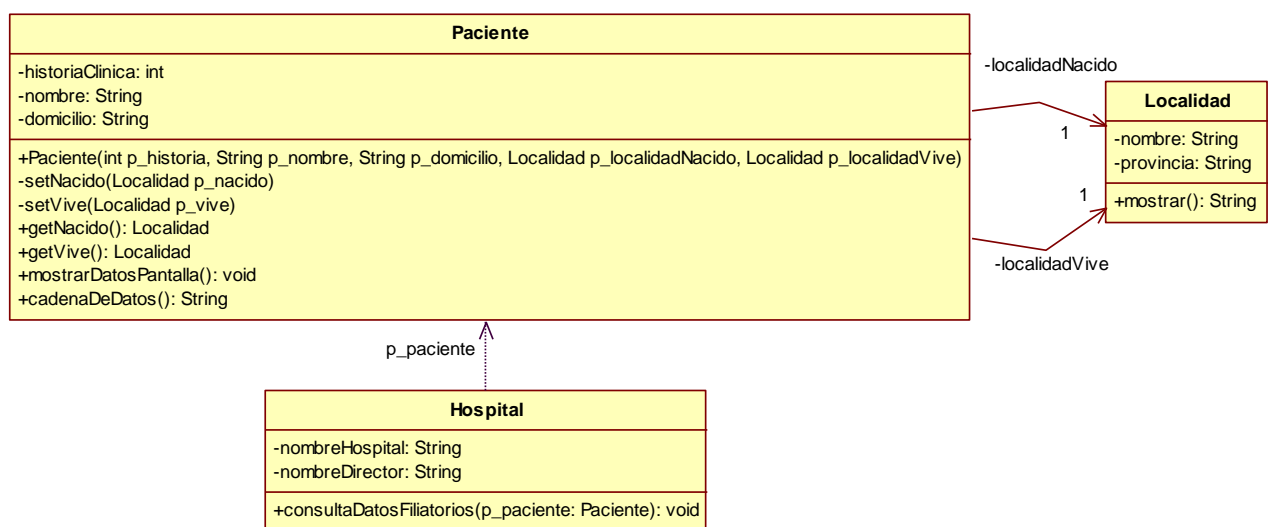 Paciente
-historiaClinica: int
-nombre: String
-domicilio: String
+Paciente(int p_historia, String p_nombre, String p_domicilio, Localidad p_localidadNacido, Localidad p_localidadVive)
-setNacido(Localidad p_nacido)
-setVive(Localidad p_vive)
+getNacido(): Localidad
+getVive(): Localidad
+mostrarDatosPantalla(): void
+cadenaDeDatos(): String
-localidadNacido
1
Localidad
-nombre: String
-provincia: String
+mostrar(): String
1
-localidadVive
p_paciente
Hospital
-nombreHospital: String
-nombreDirector: String
+consultaDatosFiliatorios(p_paciente: Paciente): void